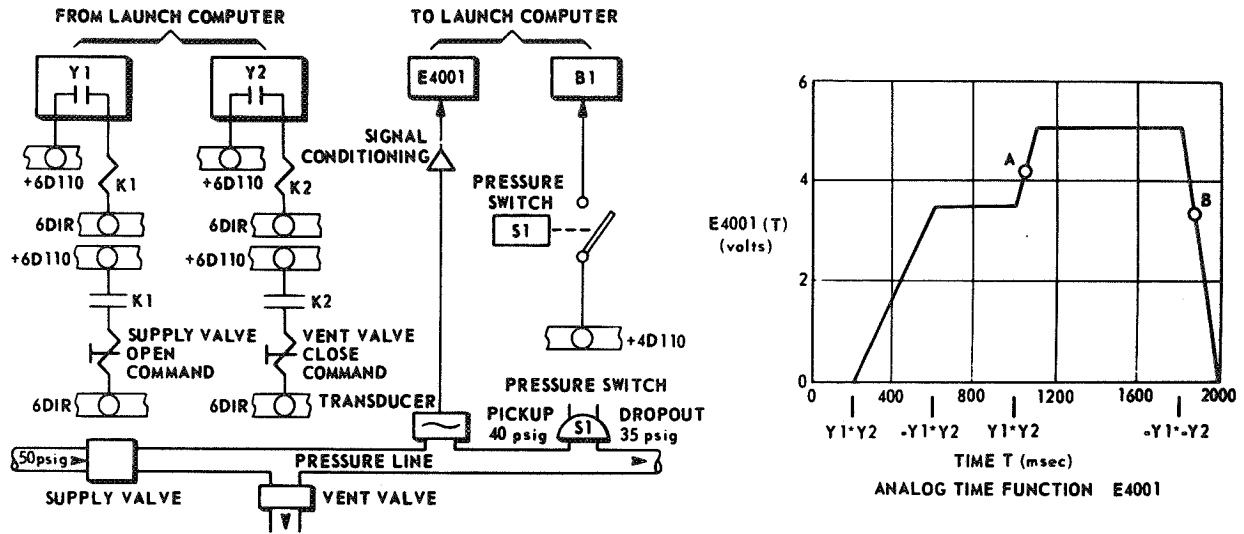 FROM LAUNCH COMPUTER
TO LAUNCH COMPUTER
Y1
Y2
E4001
B1
+6D110
K1
+6D110
K2
SIGNAL
CONDITIONING
PRESSURE
SWITCH
S1
6DIR
+6D110
6DIR
+6D110
K1
K2
SUPPLY VALVE
OPEN
COMMAND
VENT VALVE
CLOSE
COMMAND
+4D110
6DIR
6DIR
TRANSDUCER
PRESSURE SWITCH
PICKUP
40 psig
S1
DROPOUT
35 psig
50psig
PRESSURE LINE
SUPPLY VALVE
VENT VALVE
6
4
2
0
E4001 (T)
(volts)
A
B
0 400 800 1200 1600 2000
Y1*Y2 -Y1*Y2 Y1*Y2 -Y1*-Y2
TIME T (msec)
ANALOG TIME FUNCTION E4001